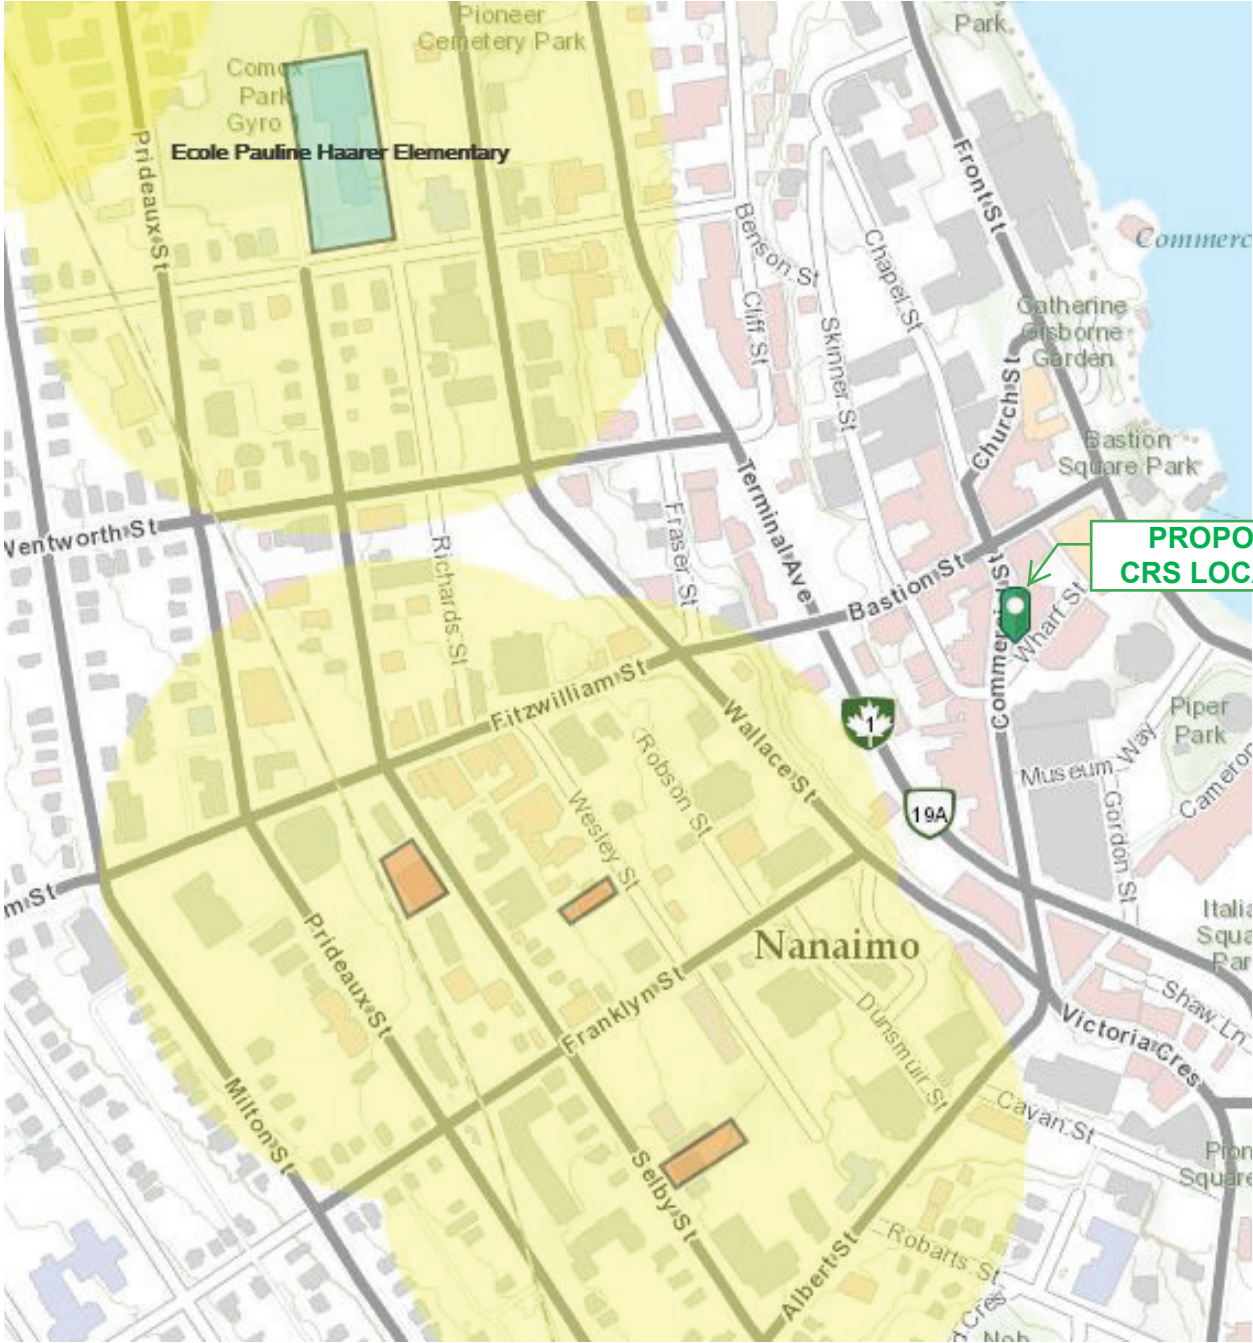 Pioneer
Cemetery Park
Park
Comox
Park
Gyro
Ecole Pauline Haarer Elementary
Prideaux St
Front St
Benson St
Chapel St
Commerc
Cliff St
Skinner St
Catherine
Gisborne
Garden
Church St
Bastion
Square Park
Terminal Ave
Wentworth St
Fraser St
Richards St
Bastion St
Commercial St
PROPO
CRS LOCA
Wharf St
Fitzwilliam St
Wallace St
1
Piper
Park
Museum Way
Cameron
Robson St
Wesley St
19A
Gordon St
m St
Italia
Squa
Par
Prideaux St
Nanaimo
Franklyn St
Dunsmuir St
Shaw Ln
Victoria Cres
Milton St
Cavan St
Pion
Square
Selby St
Albert St
Robarts St
d Cres
Nob